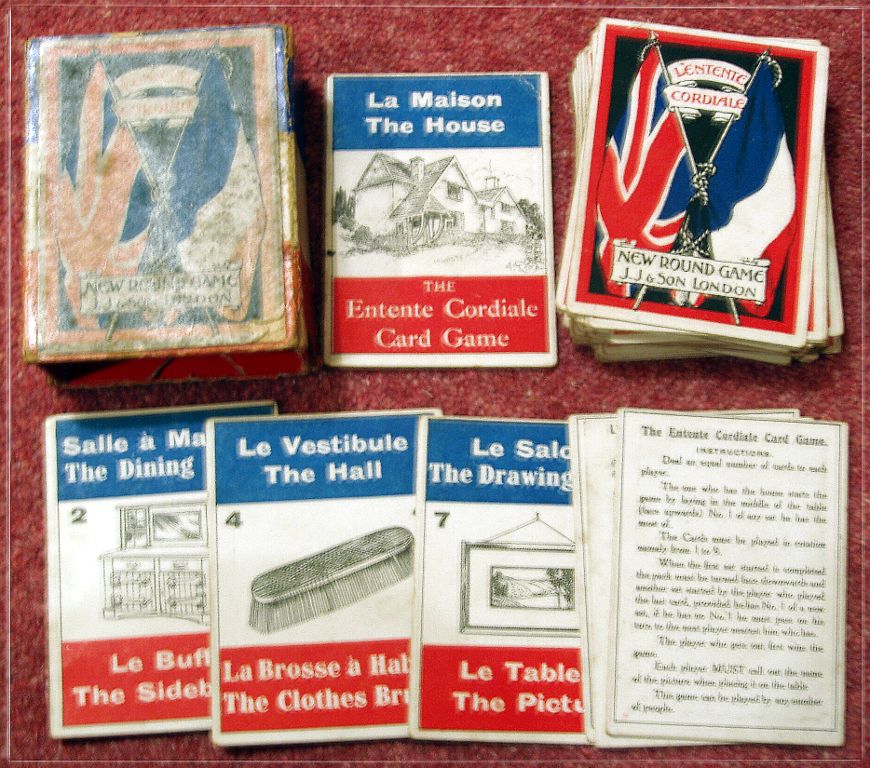 NEW ROUND GAME
J.J & SON LONDON
La Maison
The House
THE
Entente Cordiale
Card Game
L'ENTENTE
CORDIALE
NEW ROUND GAME
J.J & SON LONDON
Salle à Ma
The Dining
2
Le Buff
The Sideb
Le Vestibule
The Hall
4
La Brosse à Hab
The Clothes Bru
Le Salo
The Drawing
7
Le Table
The Pictu
L
The Entente Cordiale Card Game.
INSTRUCTIONS.
Deal an equal number of cards to each
player.
The one who has the house starts the
game by laying in the middle of the table
(face upwards) No. 1 of any set he has the
most of.
The Cards must be played in rotation
namely from 1 to 9.
When the first set started is completed
the pack must be turned face downwards and
another set started by the player who played
the last card, provided he has No. 1 of a new
set, if he has no No. 1 he must pass on his
turn to the next player nearest him who has.
The player who gets out first wins the
game.
Each player MUST call out the name
of the picture when placing it on the table.
This game can be played by any number
of people.